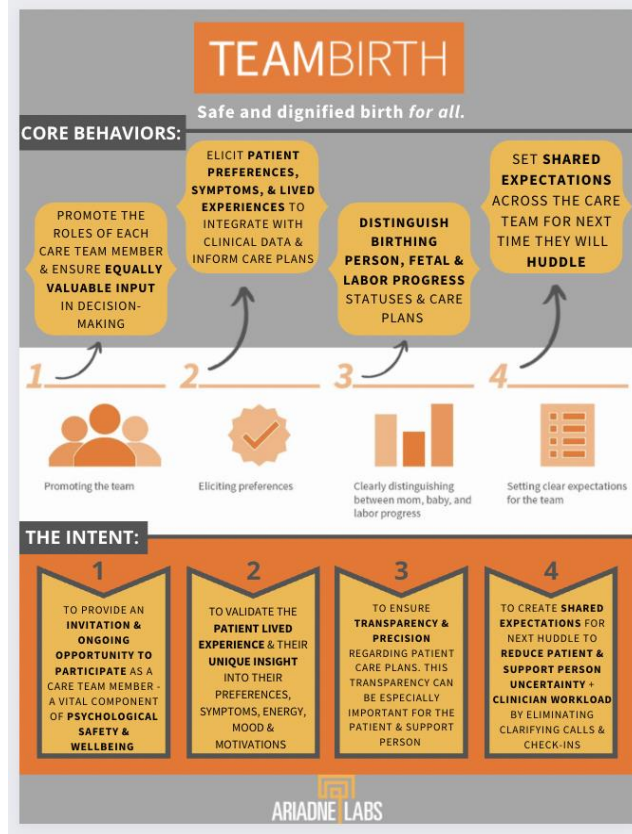 TEAMBIRTH
Safe and dignified birth for all.
CORE BEHAVIORS:
PROMOTE THE
ROLES OF EACH
CARE TEAM MEMBER
& ENSURE EQUALLY
VALUABLE INPUT
IN DECISION-
MAKING
ELICIT PATIENT
PREFERENCES,
SYMPTOMS, & LIVED
EXPERIENCES TO
INTEGRATE WITH
CLINICAL DATA &
INFORM CARE PLANS
DISTINGUISH
BIRTHING
PERSON, FETAL &
LABOR PROGRESS
STATUSES & CARE
PLANS
SET SHARED
EXPECTATIONS
ACROSS THE CARE
TEAM FOR NEXT
TIME THEY WILL
HUDDLE
1
Promoting the team
2
Eliciting preferences
3
Clearly distinguishing
between mom, baby, and
labor progress
4
Setting clear expectations
for the team
THE INTENT:
1
TO PROVIDE AN
INVITATION &
ONGOING
OPPORTUNITY TO
PARTICIPATE AS A
CARE TEAM MEMBER -
A VITAL COMPONENT
OF PSYCHOLOGICAL
SAFETY &
WELLBEING
2
TO VALIDATE THE
PATIENT LIVED
EXPERIENCE & THEIR
UNIQUE INSIGHT
INTO THEIR
PREFERENCES,
SYMPTOMS, ENERGY,
MOOD &
MOTIVATIONS
3
TO ENSURE
TRANSPARENCY &
PRECISION
REGARDING PATIENT
CARE PLANS. THIS
TRANSPARENCY CAN
BE ESPECIALLY
IMPORTANT FOR THE
PATIENT & SUPPORT
PERSON
4
TO CREATE SHARED
EXPECTATIONS FOR
NEXT HUDDLE TO
REDUCE PATIENT &
SUPPORT PERSON
UNCERTAINTY +
CLINICIAN WORKLOAD
BY ELIMINATING
CLARIFYING CALLS &
CHECK-INS
ARIADNE LABS